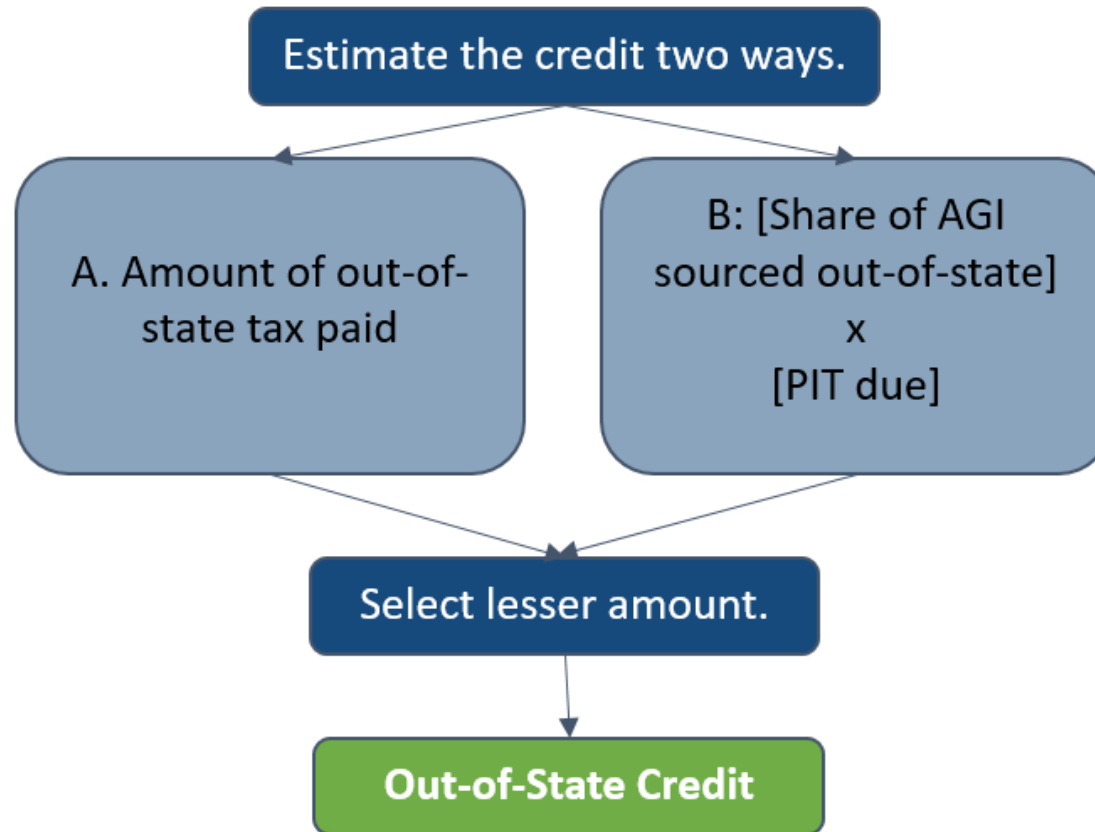 Estimate the credit two ways.
A. Amount of out-of-
state tax paid
B: [Share of AGI
sourced out-of-state]
x
[PIT due]
Select lesser amount.
Out-of-State Credit